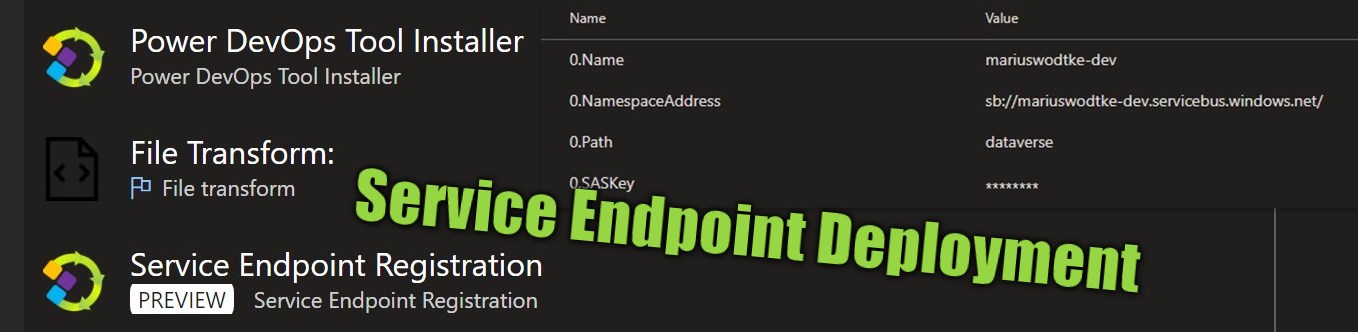 Power DevOps Tool Installer
Power DevOps Tool Installer
File Transform:
File transform
Service Endpoint Registration
PREVIEW Service Endpoint Registration
Name Value
0.Name mariuswodtke-dev
0.NamespaceAddress sb://mariuswodtke-dev.servicebus.windows.net/
0.Path dataverse
0.SASKey ********
Service Endpoint Deployment